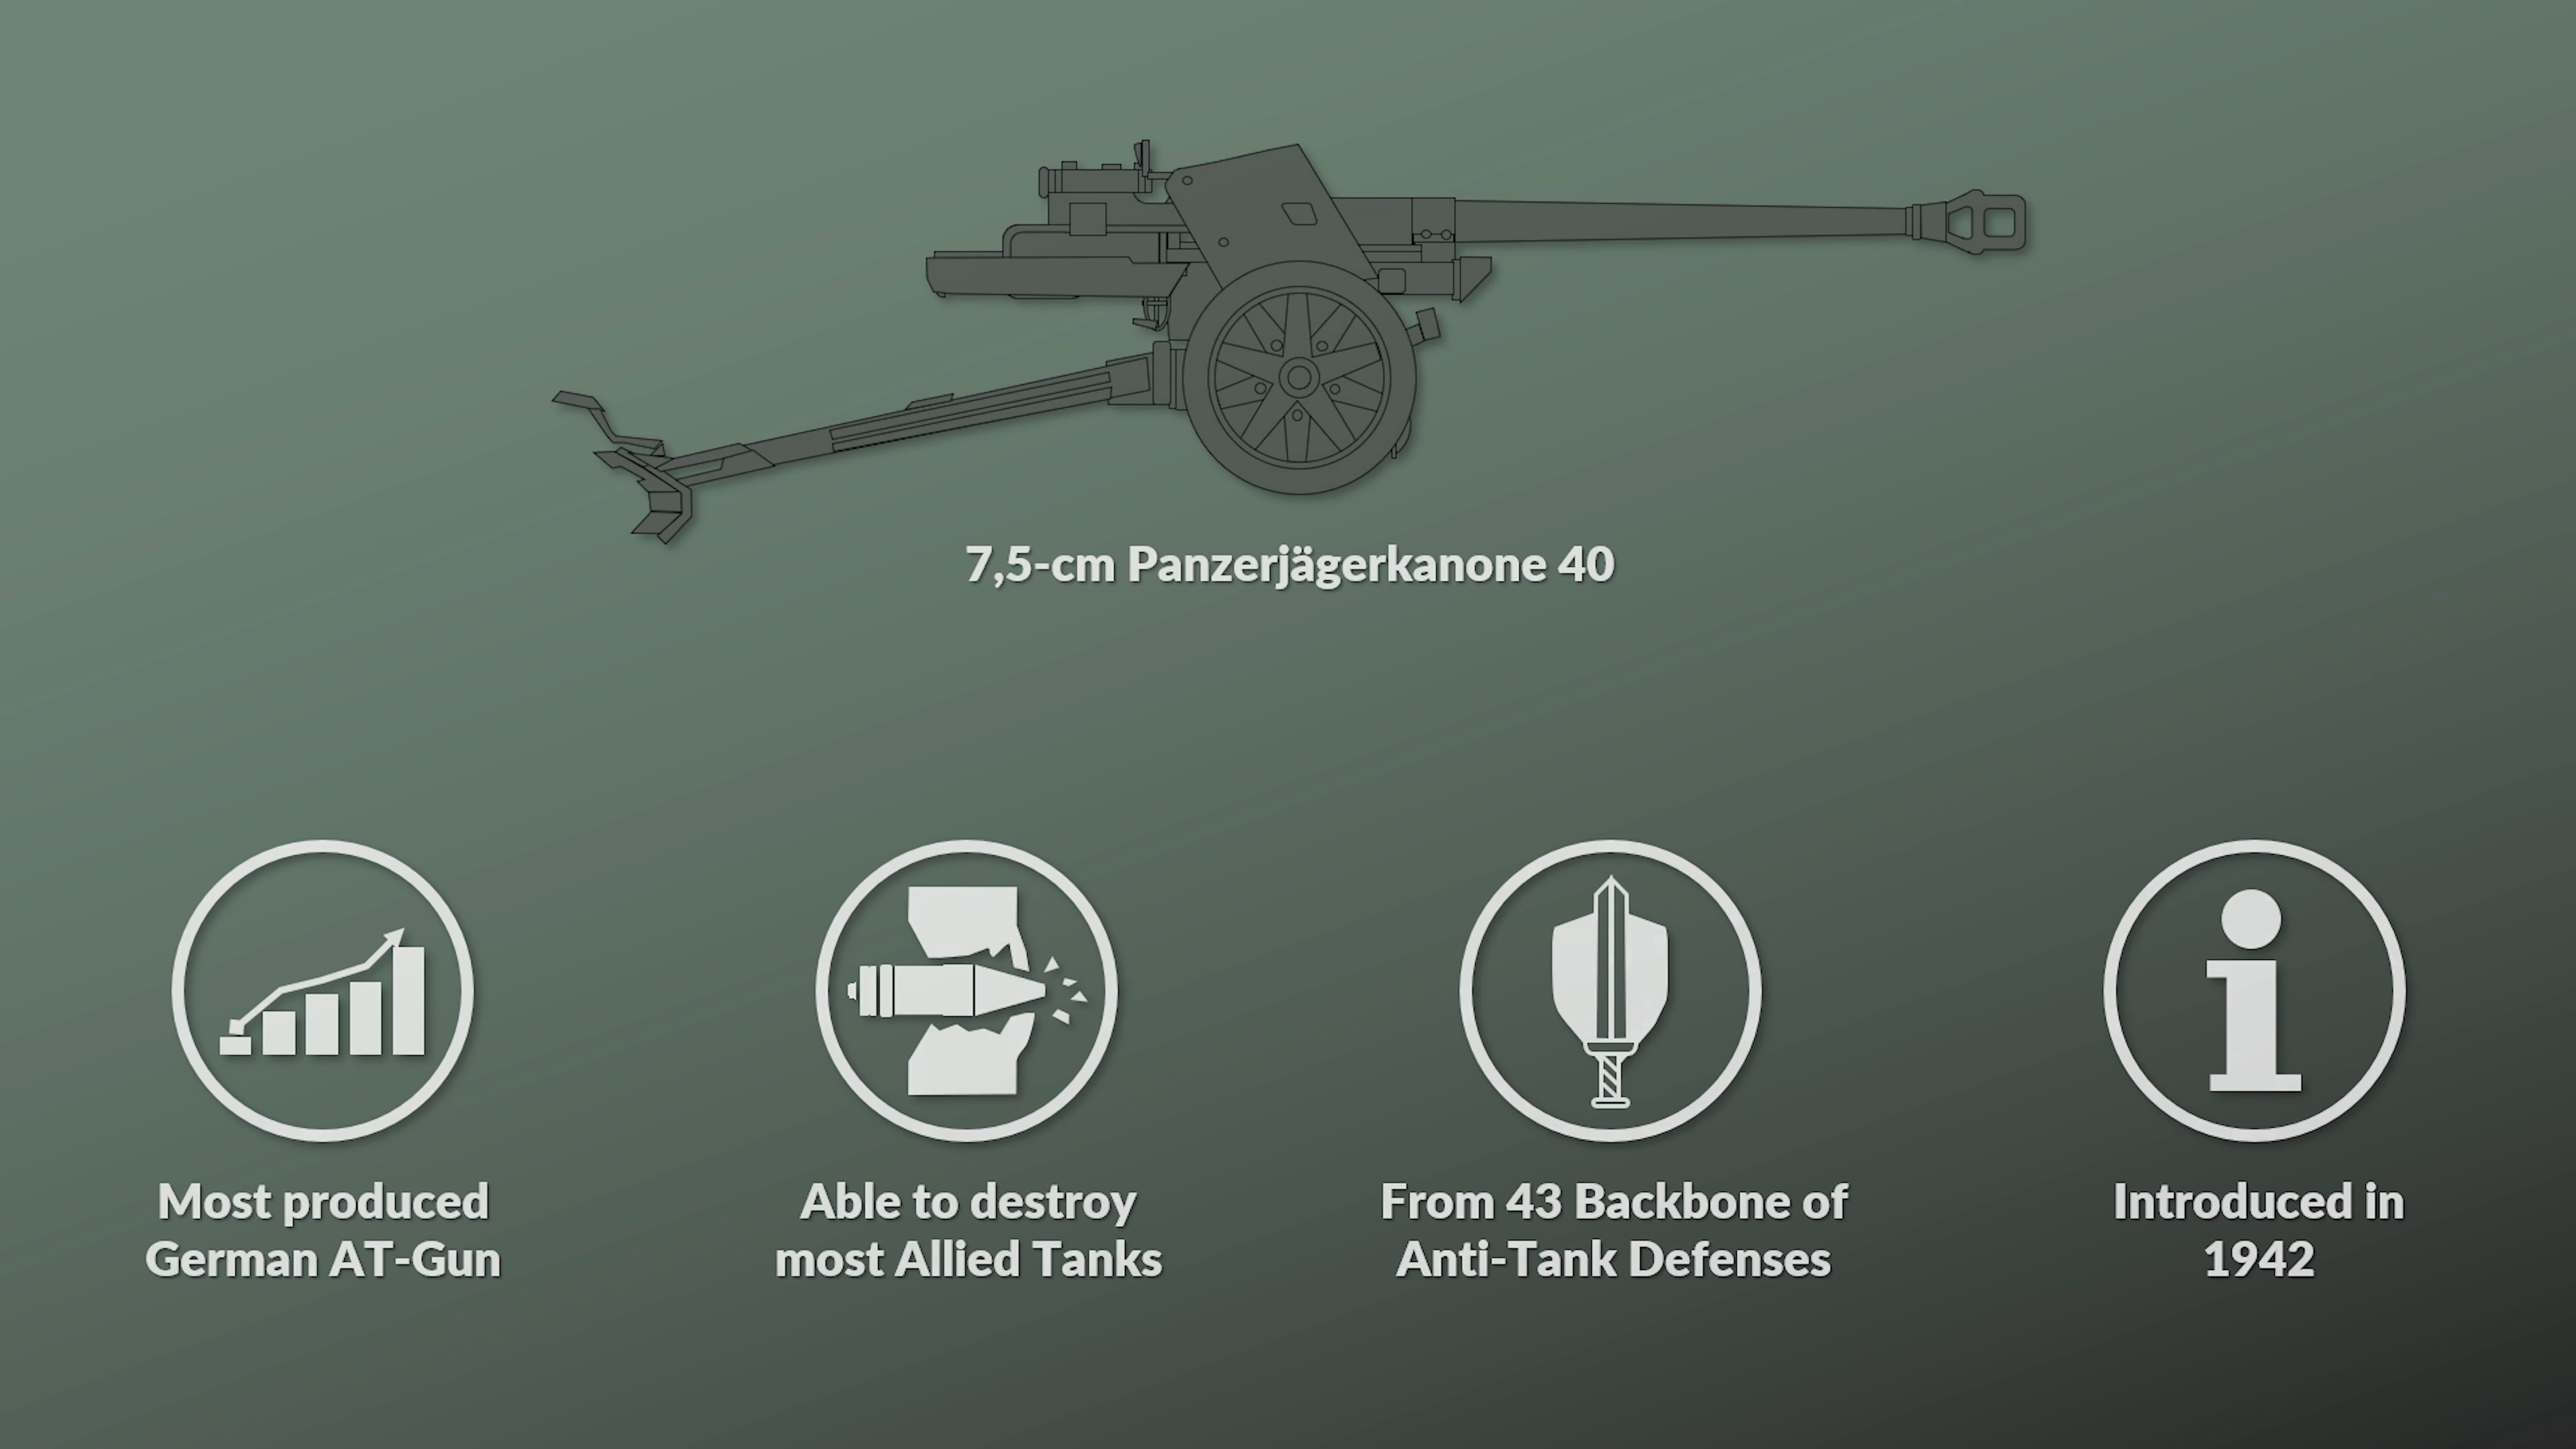 7,5-cm Panzerjägerkanone 40
Most produced
German AT-Gun
Able to destroy
most Allied Tanks
From 43 Backbone of
Anti-Tank Defenses
Introduced in
1942